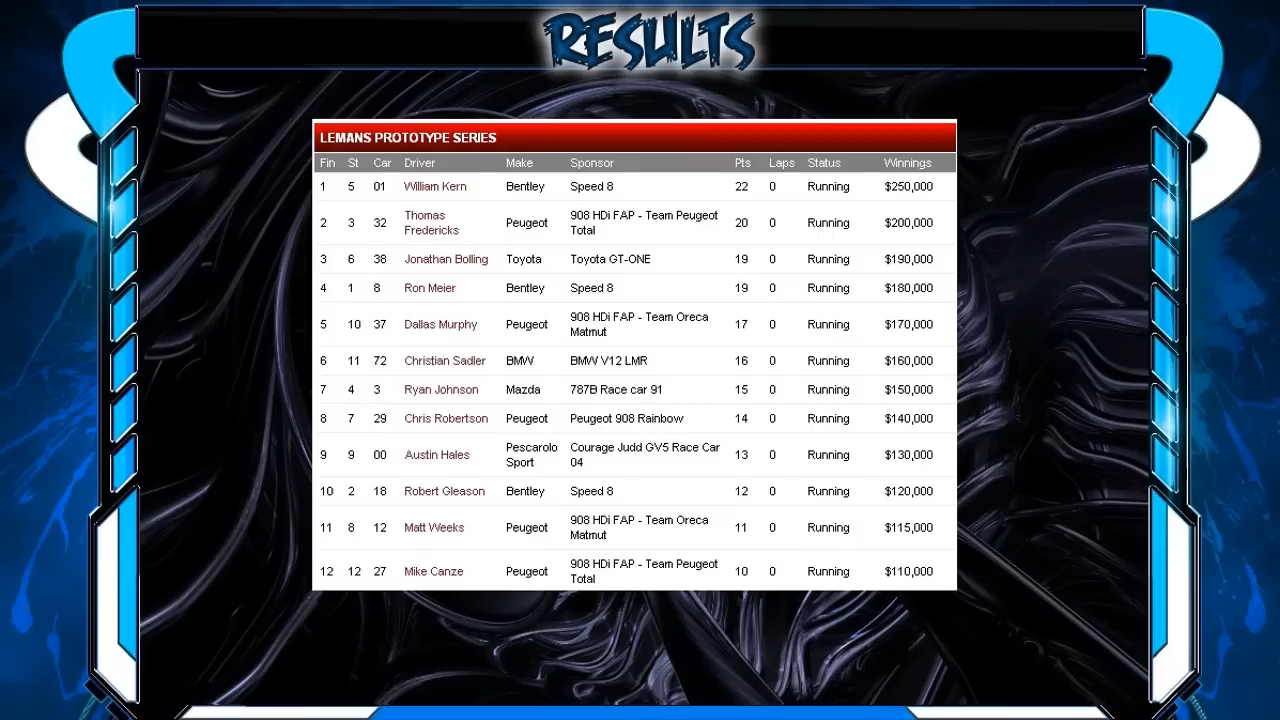 RESULTS
LEMANS PROTOTYPE SERIES
Fin St Car Driver Make Sponsor Pts Laps Status Winnings
1 5 01 William Kern Bentley Speed 8 22 0 Running $250,000
2 3 32 Thomas Fredericks Peugeot 908 HDi FAP - Team Peugeot Total 20 0 Running $200,000
3 6 38 Jonathan Bolling Toyota Toyota GT-ONE 19 0 Running $190,000
4 1 8 Ron Meier Bentley Speed 8 19 0 Running $180,000
5 10 37 Dallas Murphy Peugeot 908 HDi FAP - Team Oreca Matmut 17 0 Running $170,000
6 11 72 Christian Sadler BMW BMW V12 LMR 16 0 Running $160,000
7 4 3 Ryan Johnson Mazda 787B Race car 91 15 0 Running $150,000
8 7 29 Chris Robertson Peugeot Peugeot 908 Rainbow 14 0 Running $140,000
9 9 00 Austin Hales Pescarolo Sport Courage Judd GV5 Race Car 04 13 0 Running $130,000
10 2 18 Robert Gleason Bentley Speed 8 12 0 Running $120,000
11 8 12 Matt Weeks Peugeot 908 HDi FAP - Team Oreca Matmut 11 0 Running $115,000
12 12 27 Mike Canze Peugeot 908 HDi FAP - Team Peugeot Total 10 0 Running $110,000